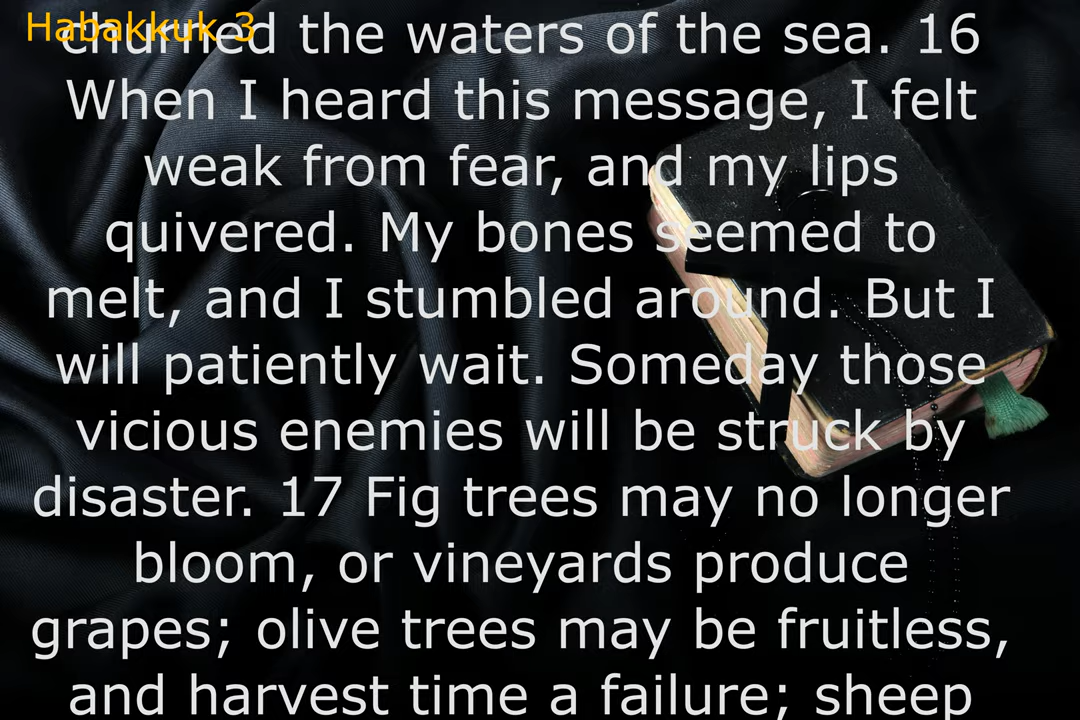 Habakkuk 3
churned the waters of the sea. 16
When I heard this message, I felt
weak from fear, and my lips
quivered. My bones seemed to
melt, and I stumbled around. But I
will patiently wait. Someday those
vicious enemies will be struck by
disaster. 17 Fig trees may no longer
bloom, or vineyards produce
grapes; olive trees may be fruitless,
and harvest time a failure; sheep